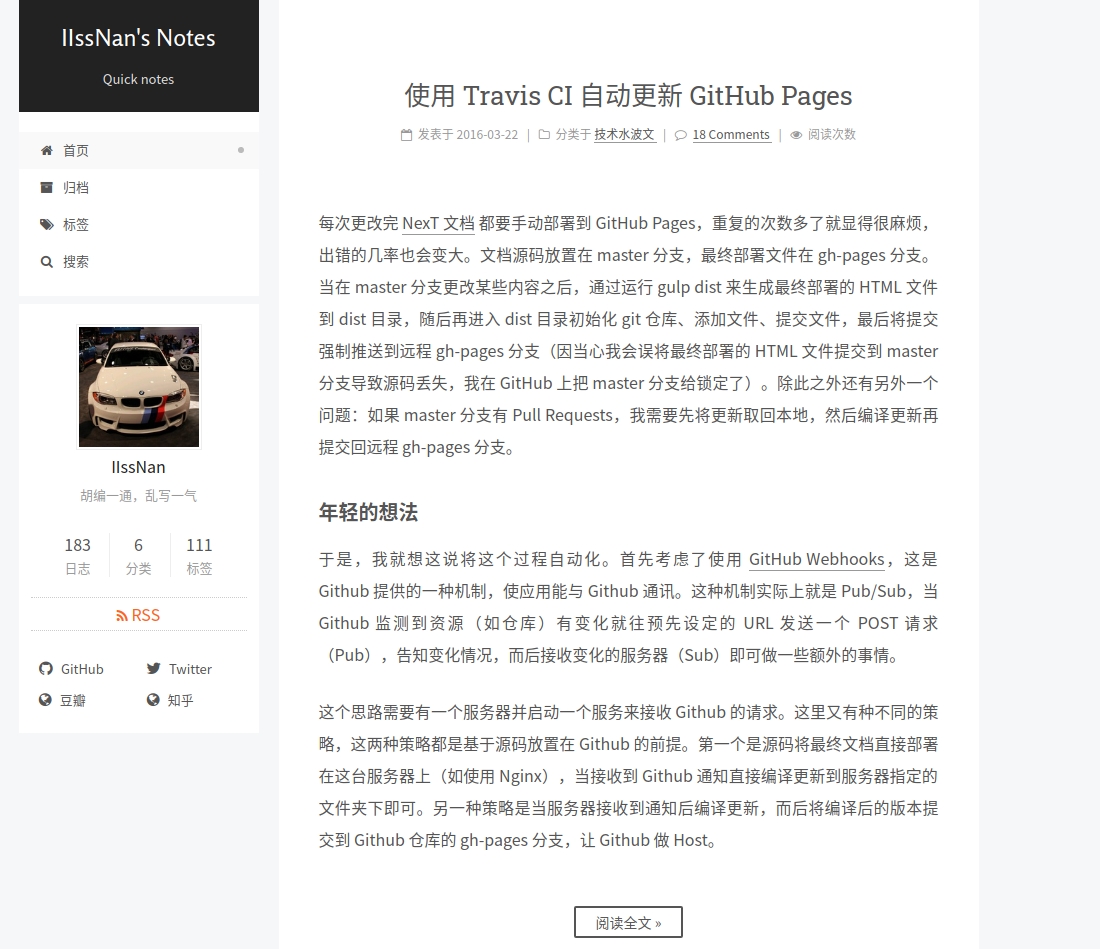 IIssNan's Notes
Quick notes
首页
归档
标签
搜索
IIssNan
胡编一通，乱写一气
183 6 111
日志 分类 标签
RSS
GitHub Twitter
豆瓣 知乎
使用 Travis CI 自动更新 GitHub Pages
发表于 2016-03-22 | 分类于 技术水波文 | 18 Comments | 阅读次数
每次更改完 NexT 文档 都要手动部署到 GitHub Pages，重复的次数多了就显得很麻烦，
出错的几率也会变大。文档源码放置在 master 分支，最终部署文件在 gh-pages 分支。
当在 master 分支更改某些内容之后，通过运行 gulp dist 来生成最终部署的 HTML 文件
到 dist 目录，随后再进入 dist 目录初始化 git 仓库、添加文件、提交文件，最后将提交
强制推送到远程 gh-pages 分支（因当心我会误将最终部署的 HTML 文件提交到 master
分支导致源码丢失，我在 GitHub 上把 master 分支给锁定了）。除此之外还有另外一个
问题：如果 master 分支有 Pull Requests，我需要先将更新取回本地，然后编译更新再
提交回远程 gh-pages 分支。
年轻的想法
于是，我就想这说将这个过程自动化。首先考虑了使用 GitHub Webhooks，这是
Github 提供的一种机制，使应用能与 Github 通讯。这种机制实际上就是 Pub/Sub，当
Github 监测到资源（如仓库）有变化就往预先设定的 URL 发送一个 POST 请求
（Pub），告知变化情况，而后接收变化的服务器（Sub）即可做一些额外的事情。
这个思路需要有一个服务器并启动一个服务来接收 Github 的请求。这里又有种不同的策
略，这两种策略都是基于源码放置在 Github 的前提。第一个是源码将最终文档直接部署
在这台服务器上（如使用 Nginx），当接收到 Github 通知直接编译更新到服务器指定的
文件夹下即可。另一种策略是当服务器接收到通知后编译更新，而后将编译后的版本提
交到 Github 仓库的 gh-pages 分支，让 Github 做 Host。
阅读全文 »